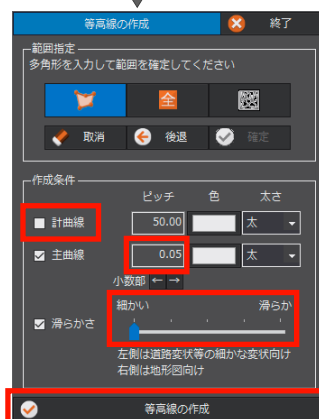 等高線の作成 終了
範囲指定
多角形を入力して範囲を確定してください
全
取消 後退 確定
作成条件
ピッチ 色 太さ
計曲線 50.00 太
主曲線 0.05 太
小数部 ← →
細かい 滑らか
滑らかさ
左側は道路変状等の細かな変状向け
右側は地形図向け
等高線の作成